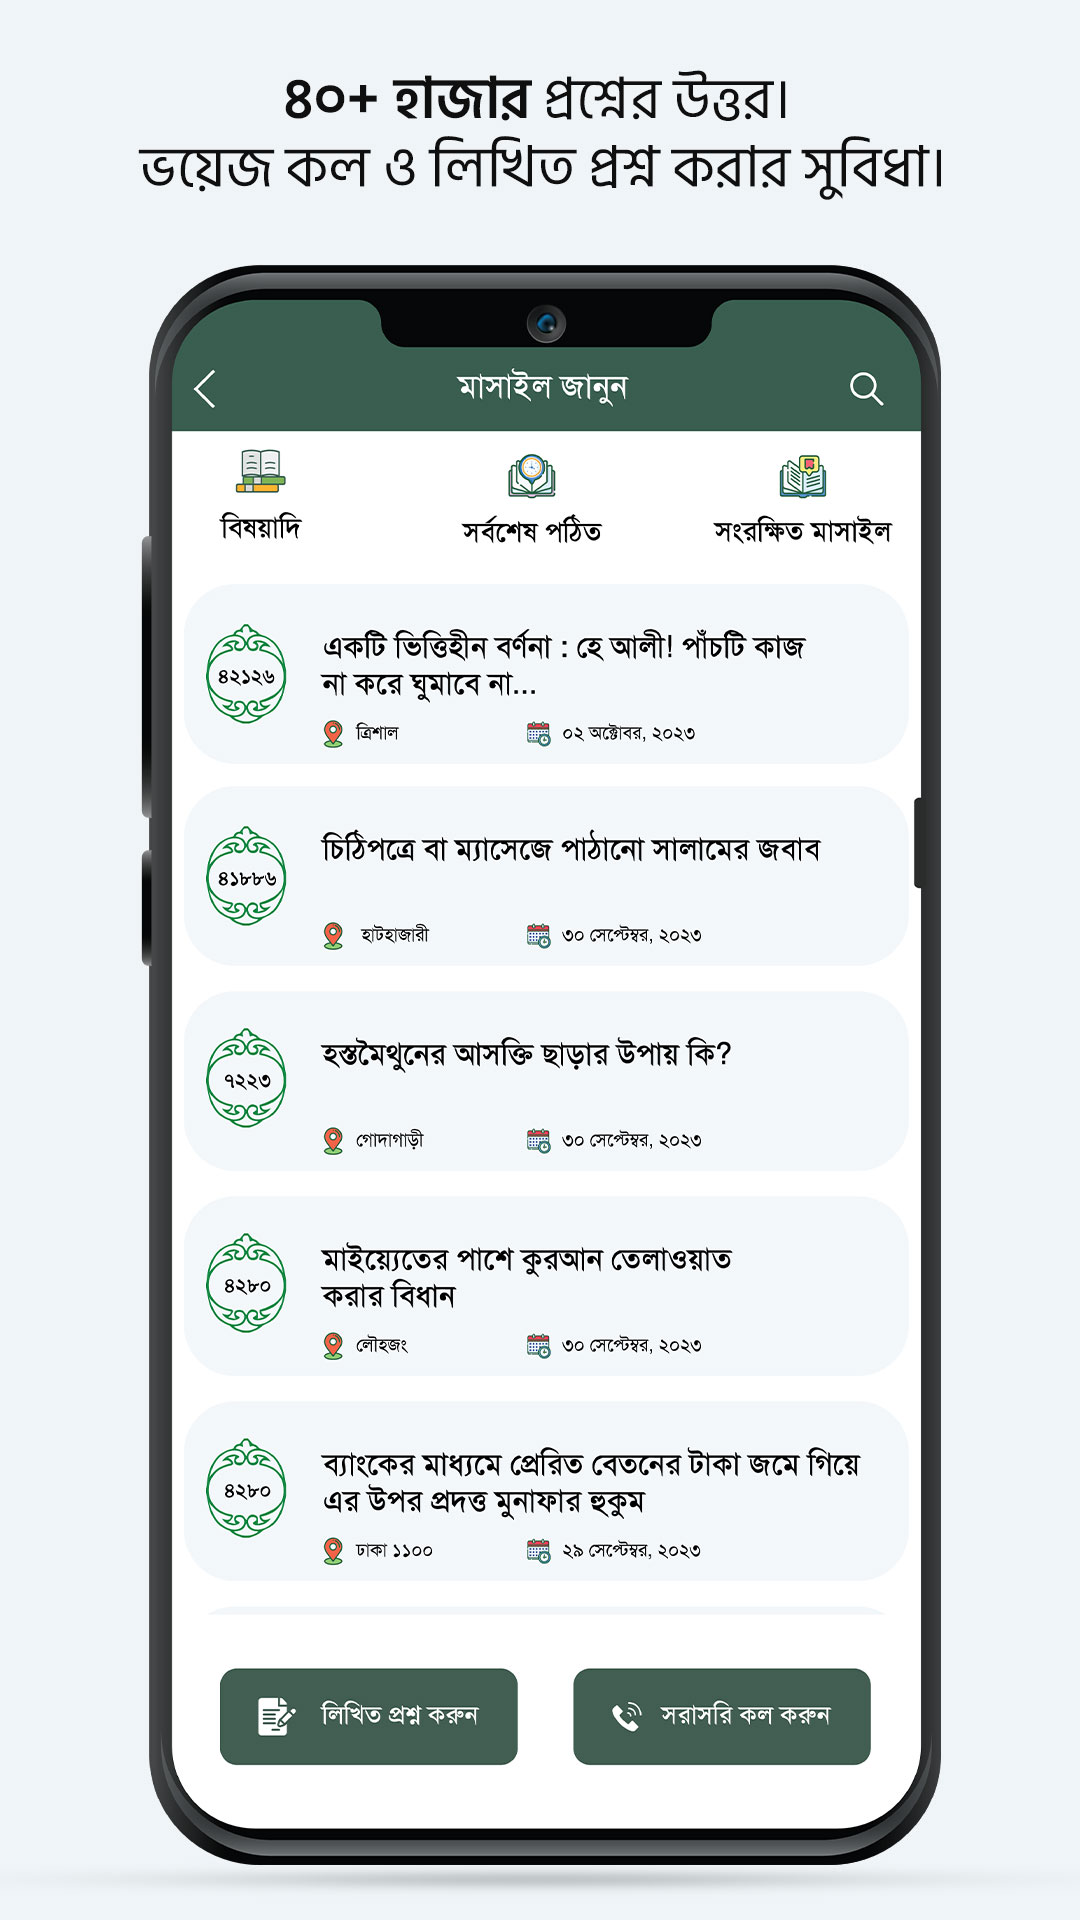 ৪০+ হাজার প্রশ্নের উত্তর।
ভয়েজ কল ও লিখিত প্রশ্ন করার সুবিধা।
মাসাইল জানুন
বিষয়াদি
সর্বশেষ পঠিত
সংরক্ষিত মাসাইল
৪২১২৬
একটি ভিত্তিহীন বর্ণনা : হে আলী! পাঁচটি কাজ
না করে ঘুমাবে না...
ত্রিশাল
০২ অক্টোবর, ২০২৩
৪১৮৮৬
চিঠিপত্রে বা ম্যাসেজে পাঠানো সালামের জবাব
হাটহাজারী
৩০ সেপ্টেম্বর, ২০২৩
৭২২৩
হস্তমৈথুনের আসক্তি ছাড়ার উপায় কি?
গোদাগাড়ী
৩০ সেপ্টেম্বর, ২০২৩
৪২৮০
মাইয়্যেতের পাশে কুরআন তেলাওয়াত
করার বিধান
লৌহজং
৩০ সেপ্টেম্বর, ২০২৩
৪২৮০
ব্যাংকের মাধ্যমে প্রেরিত বেতনের টাকা জমে গিয়ে
এর উপর প্রদত্ত মুনাফার হুকুম
ঢাকা ১১০০
২৯ সেপ্টেম্বর, ২০২৩
লিখিত প্রশ্ন করুন
সরাসরি কল করুন